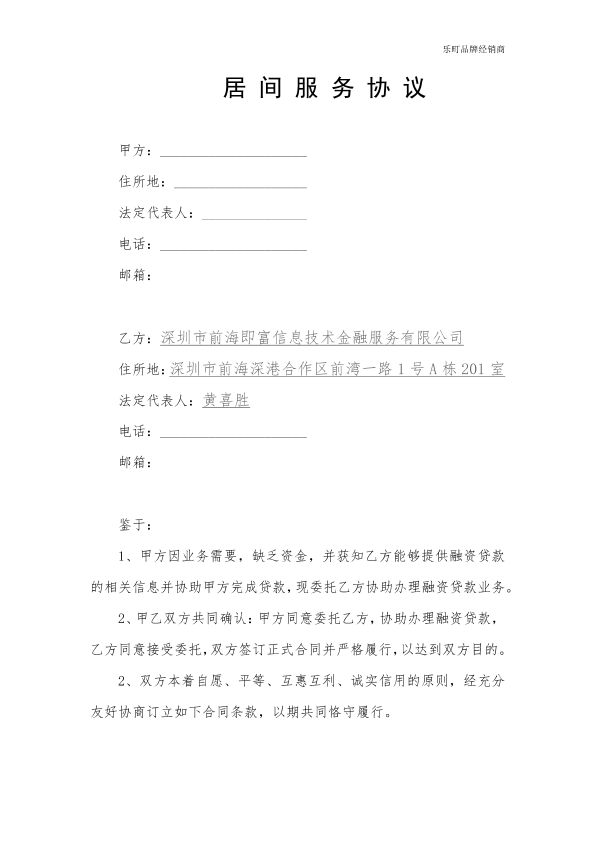 乐町品牌经销商
居间服务协议
甲方：____________________
住所地：__________________
法定代表人：______________
电话：____________________
邮箱：
乙方：深圳市前海即富信息技术金融服务有限公司
住所地：深圳市前海深港合作区前湾一路1号A栋201室
法定代表人：黄喜胜
电话：____________________
邮箱：
鉴于：
1、甲方因业务需要，缺乏资金，并获知乙方能够提供融资贷款
的相关信息并协助甲方完成贷款，现委托乙方协助办理融资贷款业务。
2、甲乙双方共同确认：甲方同意委托乙方，协助办理融资贷款，
乙方同意接受委托，双方签订正式合同并严格履行，以达到双方目的。
2、双方本着自愿、平等、互惠互利、诚实信用的原则，经充分
友好协商订立如下合同条款，以期共同恪守履行。